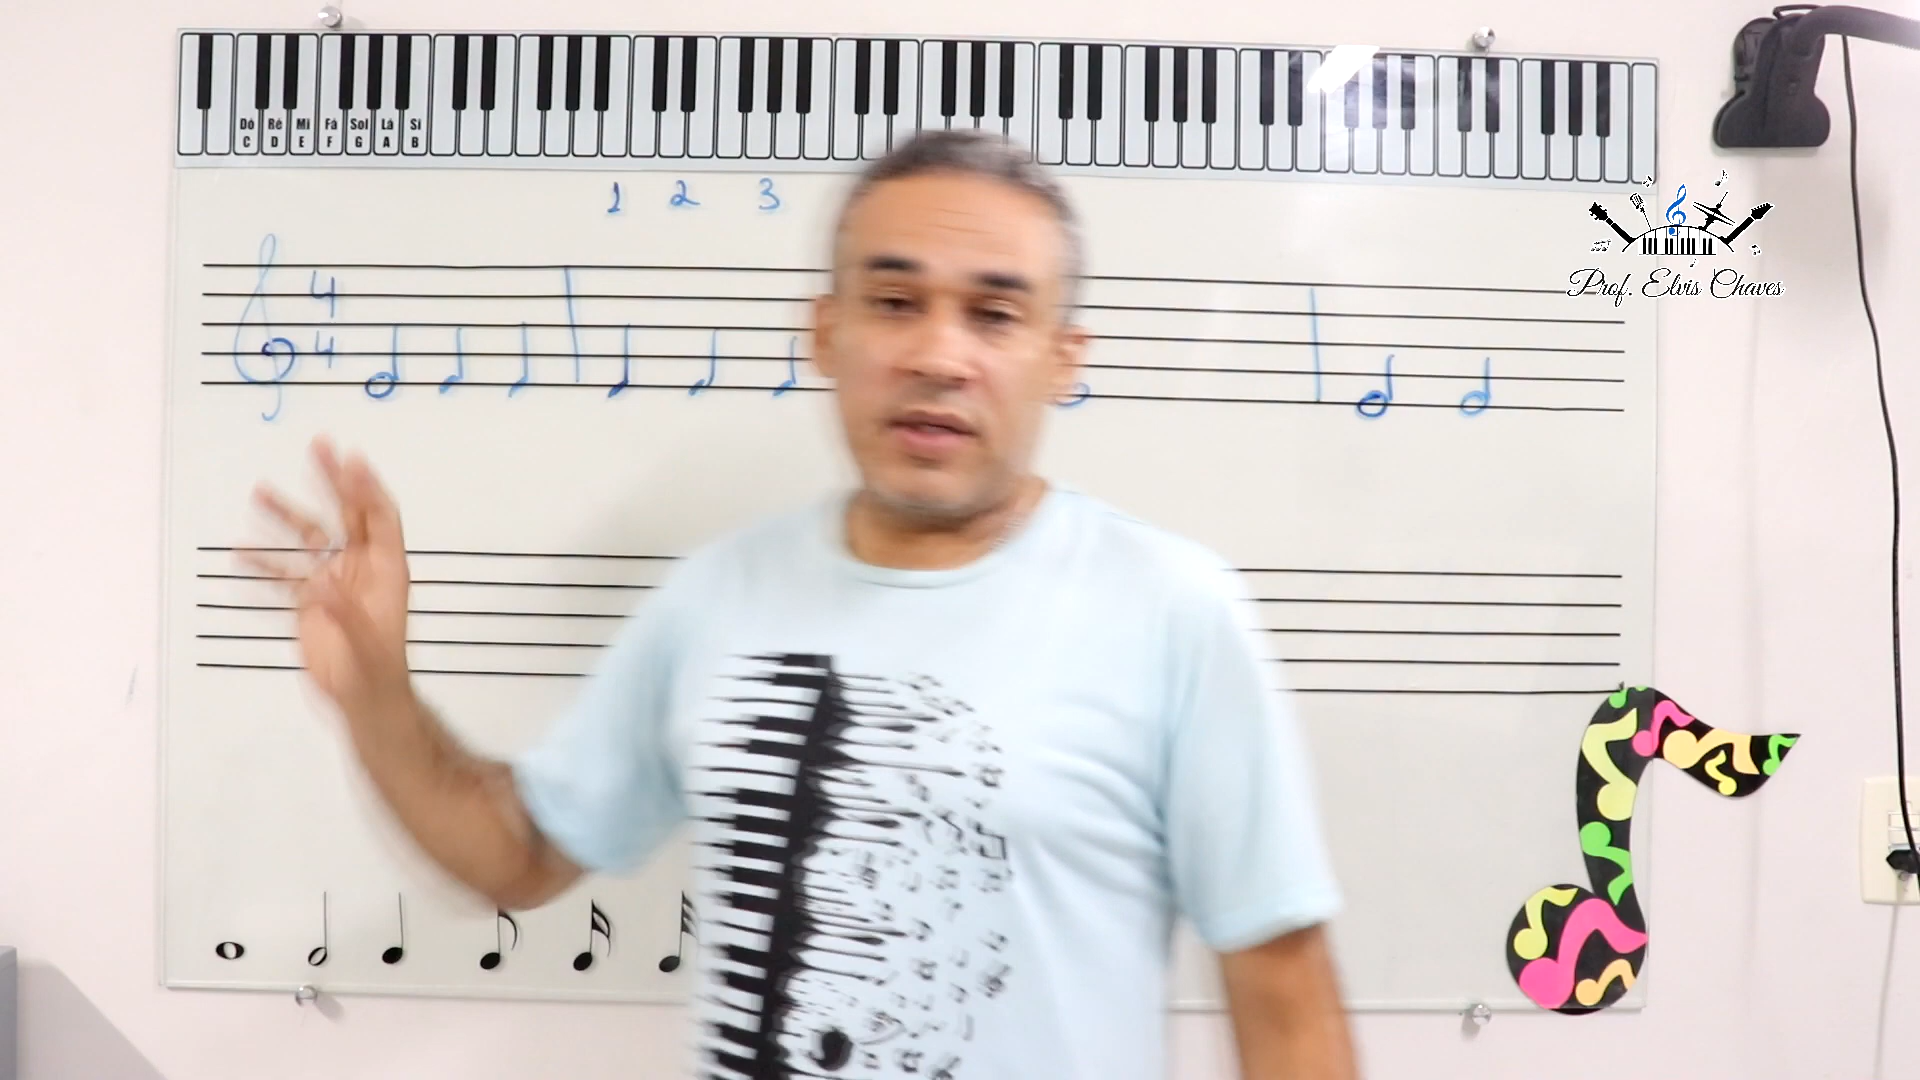 Dó Ré Mi Fá Sol Lá Si
C D E F G A B
1 2 3
4
4
Prof. Elvis Chaves